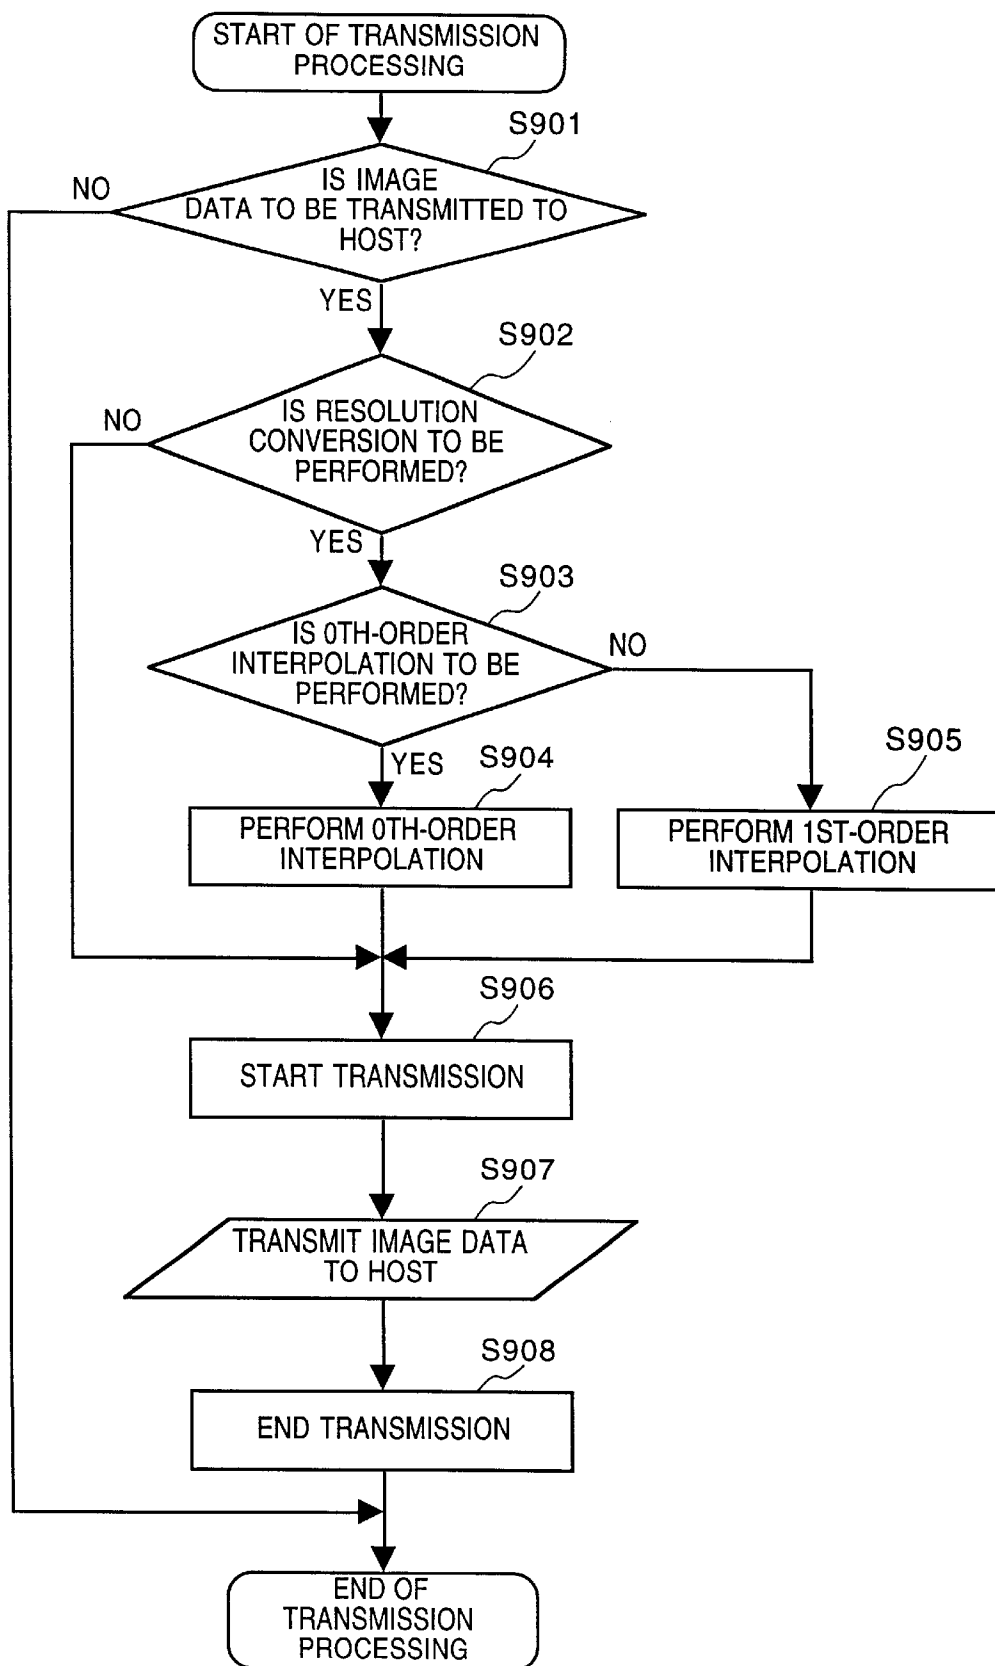 START OF TRANSMISSION
PROCESSING
S901
NO
IS IMAGE
DATA TO BE TRANSMITTED TO
HOST?
YES
S902
NO
IS RESOLUTION
CONVERSION TO BE
PERFORMED?
YES
S903
IS 0TH-ORDER
INTERPOLATION TO BE
PERFORMED?
NO
YES
S904
S905
PERFORM 0TH-ORDER
INTERPOLATION
PERFORM 1ST-ORDER
INTERPOLATION
S906
START TRANSMISSION
S907
TRANSMIT IMAGE DATA
TO HOST
S908
END TRANSMISSION
END OF
TRANSMISSION
PROCESSING